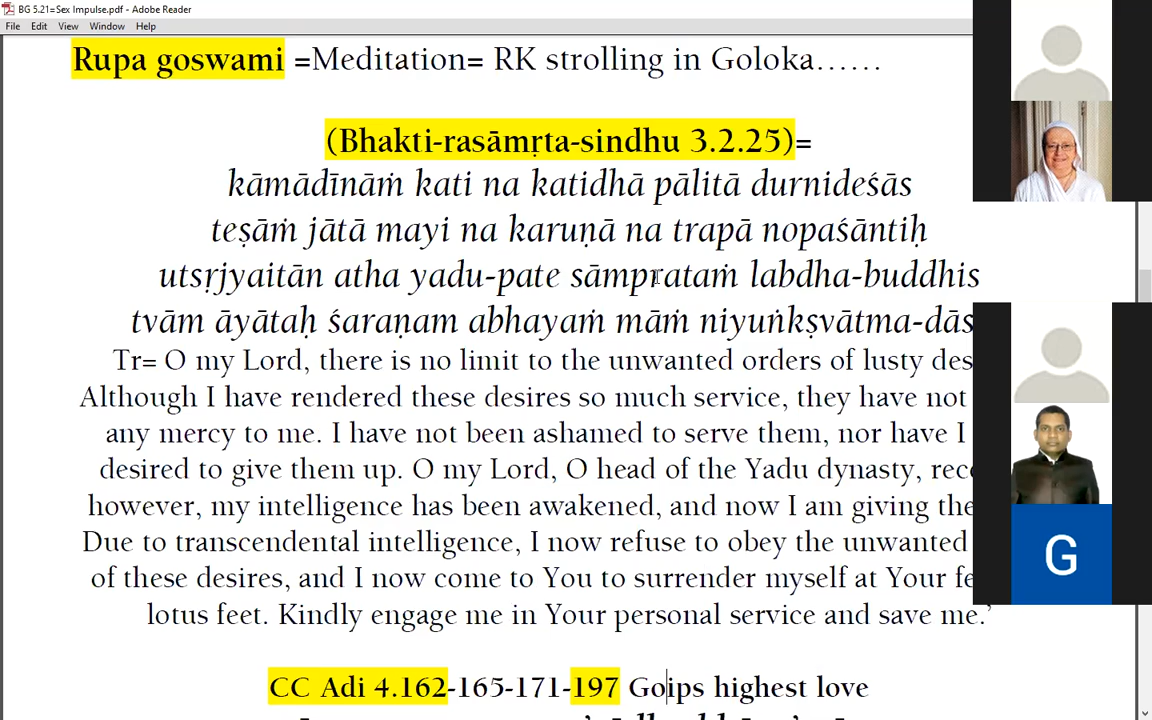 BG 5.21=Sex Impulse.pdf - Adobe Reader
File Edit View Window Help
Rupa goswami =Meditation= RK strolling in Goloka......
(Bhakti-rasāmṛta-sindhu 3.2.25)=
kāmādīnāṁ kati na katidhā pālitā durnideśās
teṣāṁ jātā mayi na karuṇā na trapā nopaśāntiḥ
utsṛjyaitān atha yadu-pate sāmprataṁ labdha-buddhis
tvām āyātaḥ śaraṇam abhayaṁ māṁ niyuṅkṣvātma-dās
Tr= O my Lord, there is no limit to the unwanted orders of lusty des
Although I have rendered these desires so much service, they have not
any mercy to me. I have not been ashamed to serve them, nor have I
desired to give them up. O my Lord, O head of the Yadu dynasty, rec
however, my intelligence has been awakened, and now I am giving the
Due to transcendental intelligence, I now refuse to obey the unwanted
of these desires, and I now come to You to surrender myself at Your fe
lotus feet. Kindly engage me in Your personal service and save me.’
CC Adi 4.162-165-171-197 Goips highest love
G